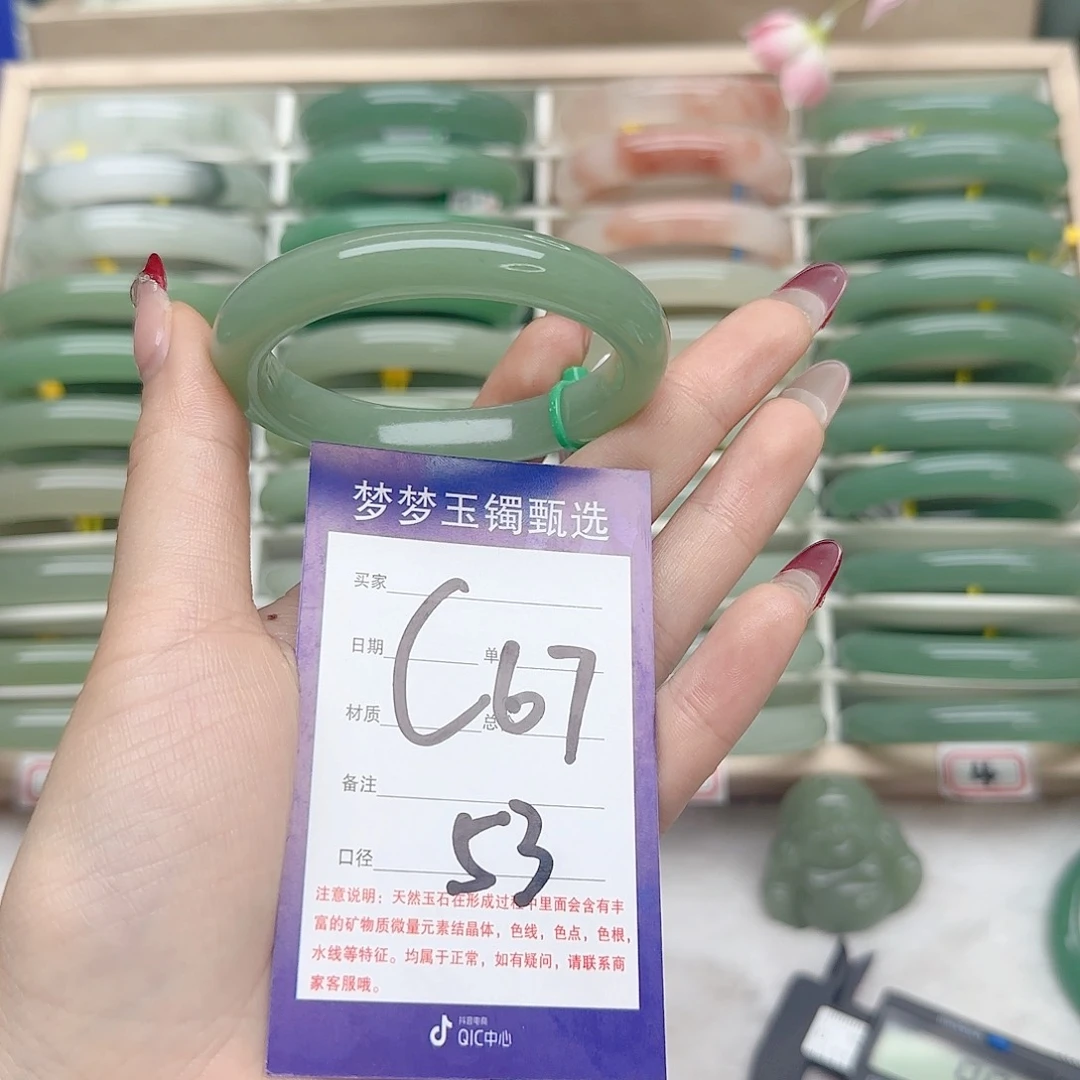 梦梦玉镯甄选
买家
日期 单
C67
材质 总
备注
口径 53
注意说明：天然玉石在形成过程中里面会含有丰
富的矿物质微量元素结晶体，色线，色点，色根，
水线等特征。均属于正常，如有疑问，请联系商
家客服哦。
抖音电商
QIC中心
4